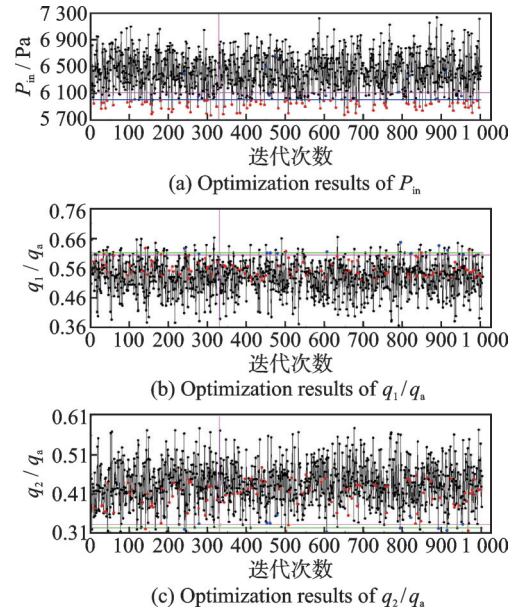 7 300
6 900
6 500
6 100
5 700
P_in / Pa
0 100 200 300 400 500 600 700 800 900 1 000
迭代次数
(a) Optimization results of P_in
0.76
0.66
0.56
0.46
0.36
q_1 / q_a
0 100 200 300 400 500 600 700 800 900 1 000
迭代次数
(b) Optimization results of q_1/q_a
0.61
0.51
0.41
0.31
q_2 / q_a
0 100 200 300 400 500 600 700 800 900 1 000
迭代次数
(c) Optimization results of q_2/q_a